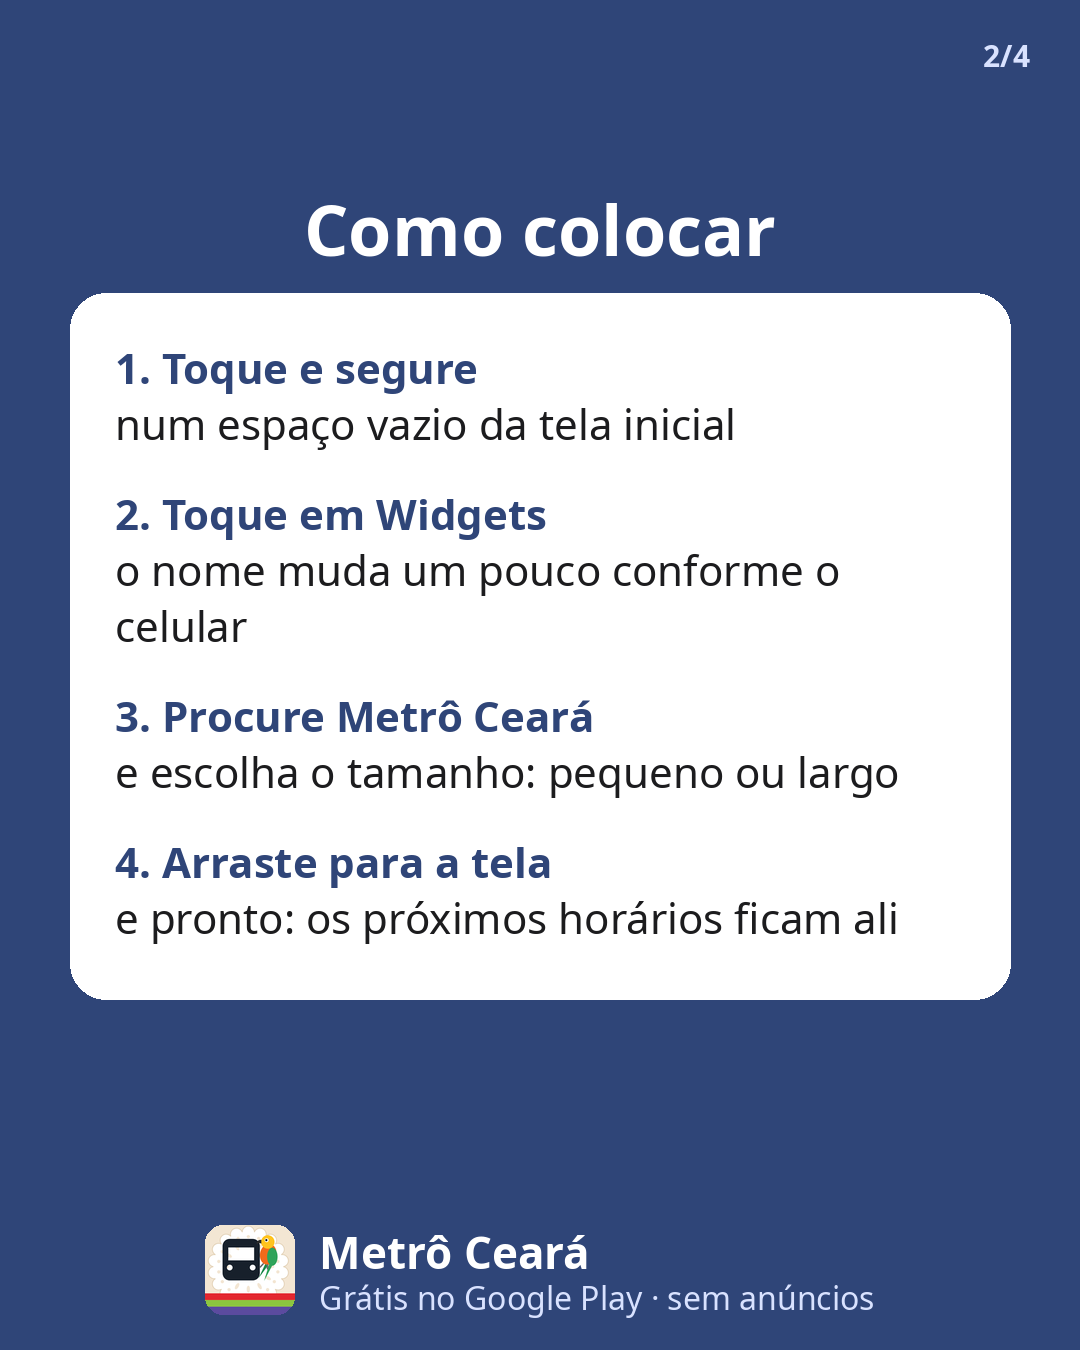 2/4
Como colocar
1. Toque e segure
num espaço vazio da tela inicial
2. Toque em Widgets
o nome muda um pouco conforme o
celular
3. Procure Metrô Ceará
e escolha o tamanho: pequeno ou largo
4. Arraste para a tela
e pronto: os próximos horários ficam ali
Metrô Ceará
Grátis no Google Play · sem anúncios